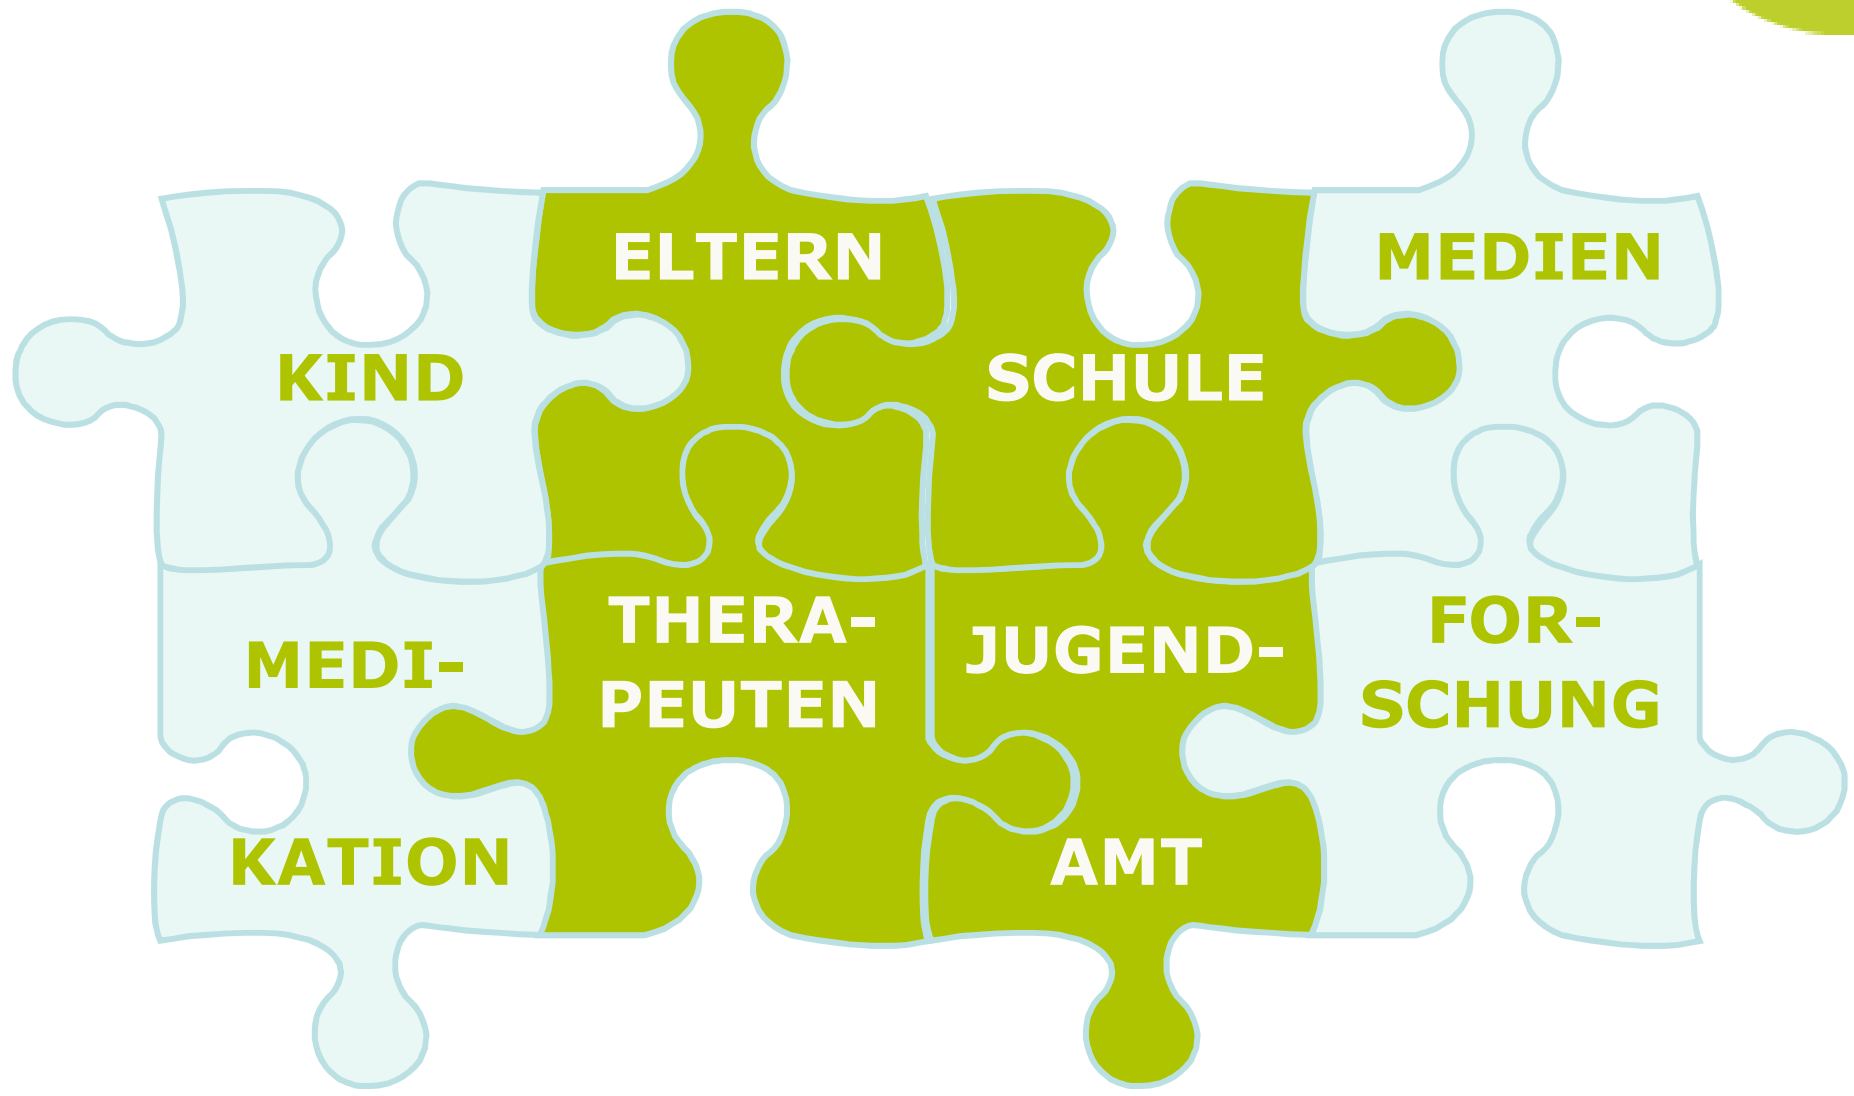 KIND
ELTERN
SCHULE
MEDIEN
MEDI-
KATION
THERA-
PEUTEN
JUGEND-
AMT
FOR-
SCHUNG